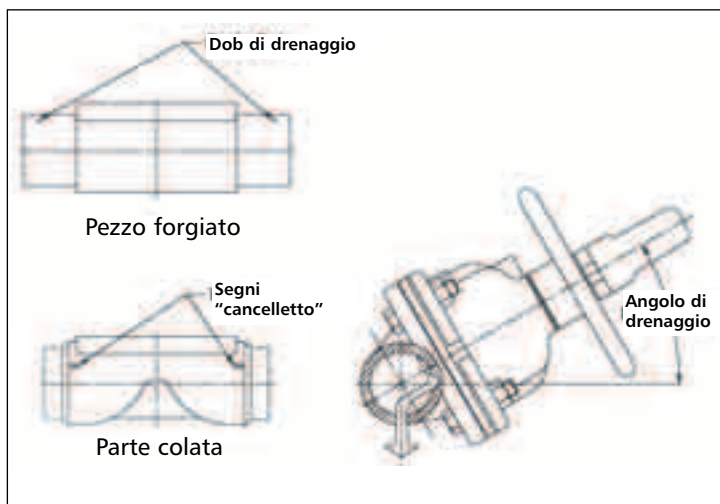 Dob di drenaggio
Pezzo forgiato
Segni
“cancelletto”
Parte colata
Angolo di
drenaggio